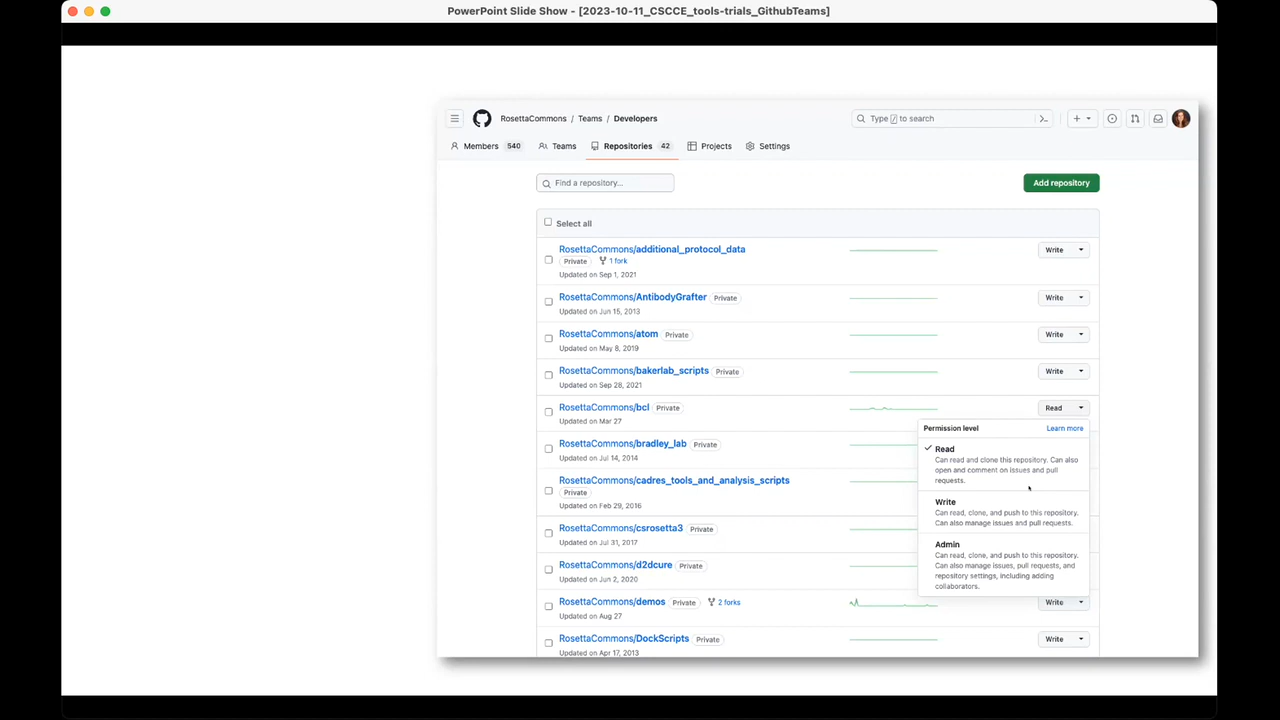 PowerPoint Slide Show - [2023-10-11_CSCCE_tools-trials_GithubTeams]
RosettaCommons / Teams / Developers
Type / to search
Members 540 Teams Repositories 42 Projects Settings
Find a repository...
Add repository
Select all
RosettaCommons/additional_protocol_data
Private 1 fork
Updated on Sep 1, 2021
Write
RosettaCommons/AntibodyGrafter Private
Updated on Jun 15, 2013
Write
RosettaCommons/atom Private
Updated on May 8, 2019
Write
RosettaCommons/bakerlab_scripts Private
Updated on Sep 28, 2021
Write
RosettaCommons/bcl Private
Updated on Mar 27
Read
Permission level Learn more
Read
Can read and clone this repository. Can also
open and comment on issues and pull
requests.
Write
Can read, clone, and push to this repository.
Can also manage issues and pull requests.
Admin
Can read, clone, and push to this repository.
Can also manage issues, pull requests, and
repository settings, including adding
collaborators.
RosettaCommons/bradley_lab Private
Updated on Jul 14, 2014
RosettaCommons/cadres_tools_and_analysis_scripts
Private
Updated on Feb 29, 2016
RosettaCommons/csrosetta3 Private
Updated on Jul 31, 2017
RosettaCommons/d2dcure Private
Updated on Jun 2, 2020
RosettaCommons/demos Private 2 forks
Updated on Aug 27
Write
RosettaCommons/DockScripts Private
Updated on Apr 17, 2013
Write